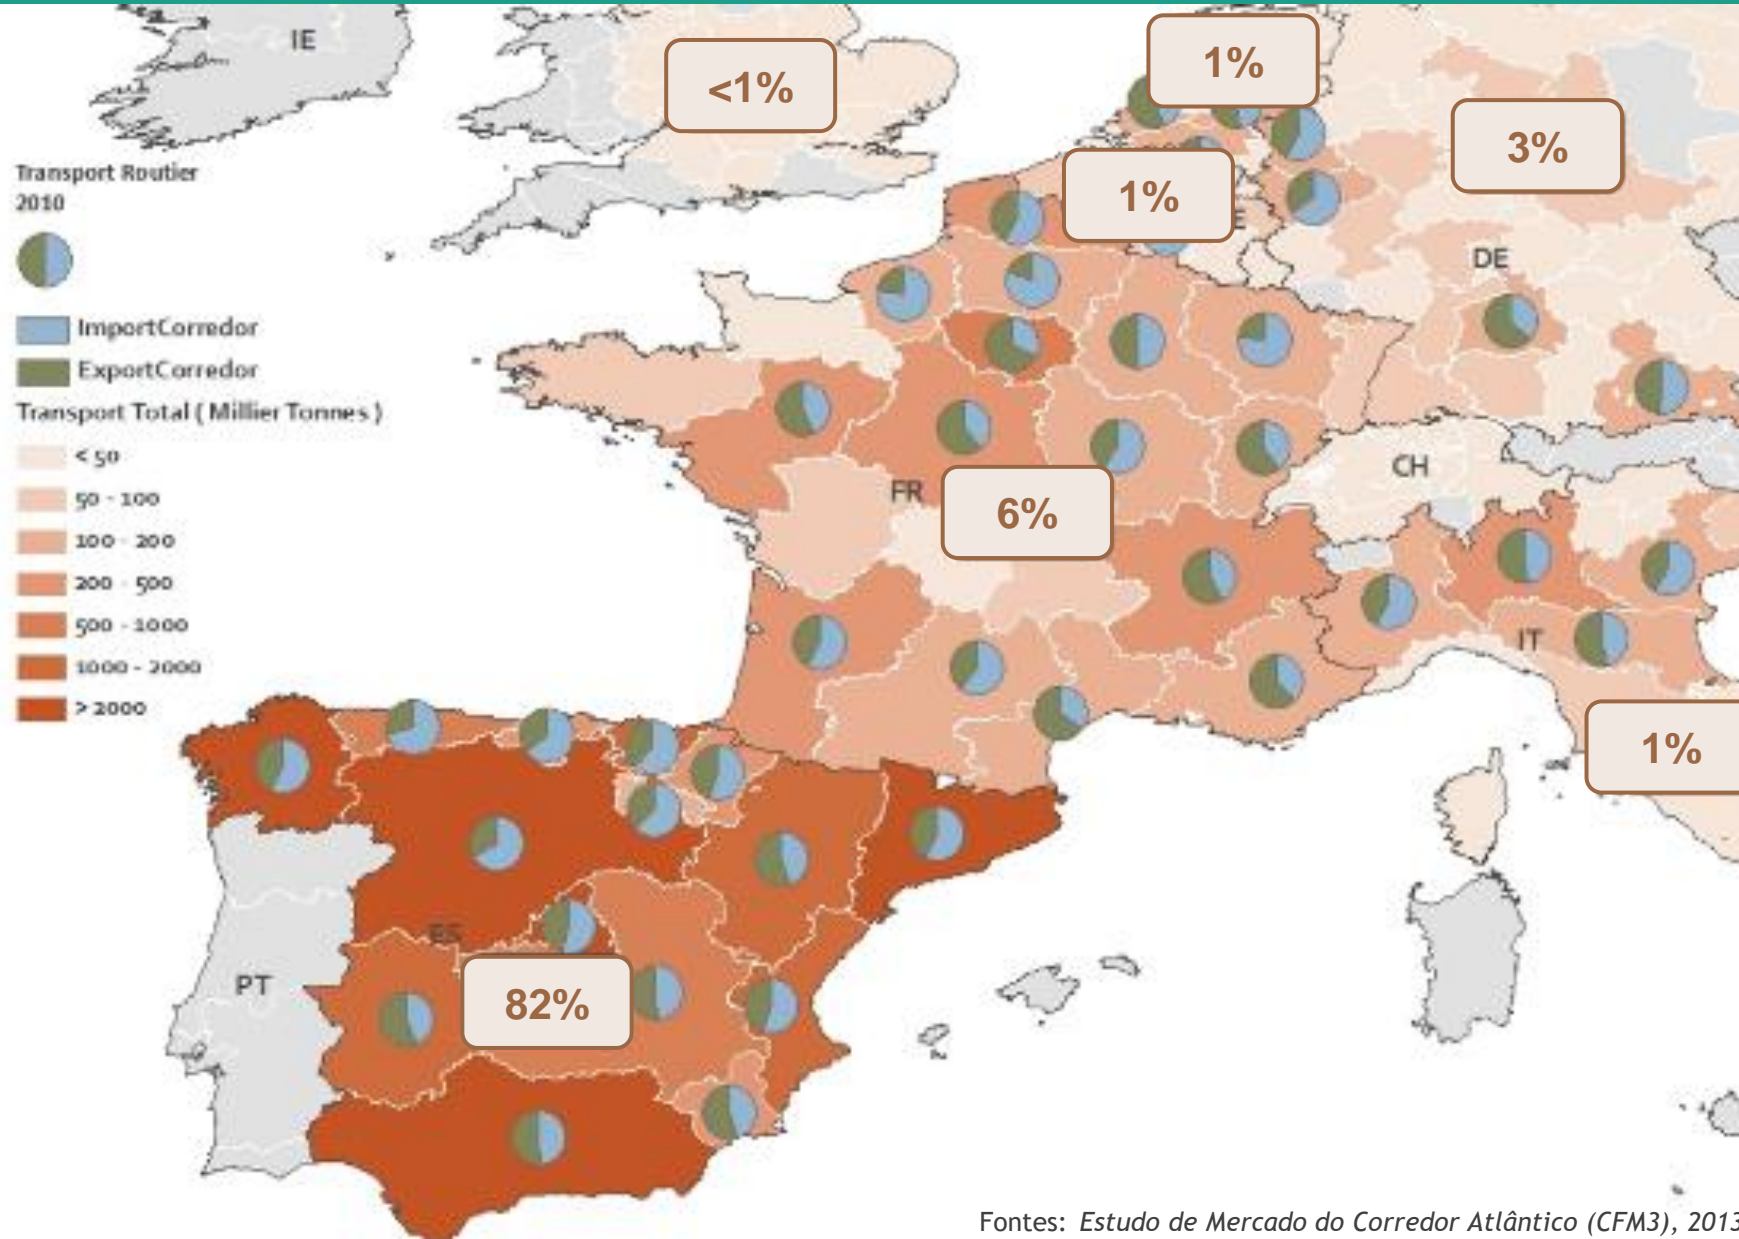 IE
<1%
1%
3%
Transport Routier
2010
1%
DE
ImportCorredor
ExportCorredor
Transport Total ( Millier Tonnes )
< 50
50 - 100
100 - 200
200 - 500
500 - 1000
1000 - 2000
> 2000
CH
FR
6%
IT
1%
ES
PT
82%
Fontes: Estudo de Mercado do Corredor Atlântico (CFM3), 2013